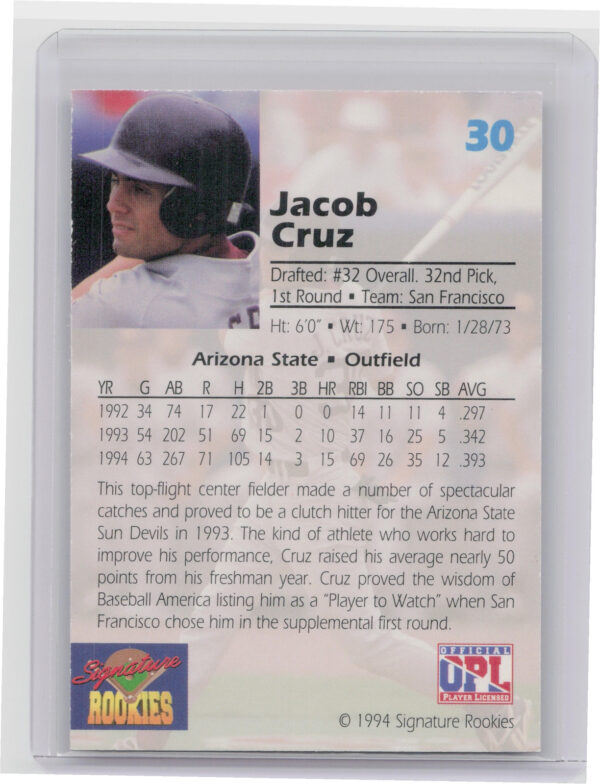 30
Jacob
Cruz
Drafted: #32 Overall. 32nd Pick,
1st Round ▪ Team: San Francisco
Ht: 6'0" ▪ Wt: 175 ▪ Born: 1/28/73
Arizona State ▪ Outfield
YR G AB R H 2B 3B HR RBI BB SO SB AVG
1992 34 74 17 22 1 0 0 14 11 11 4 .297
1993 54 202 51 69 15 2 10 37 16 25 5 .342
1994 63 267 71 105 14 3 15 69 26 35 12 .393
This top-flight center fielder made a number of spectacular
catches and proved to be a clutch hitter for the Arizona State
Sun Devils in 1993. The kind of athlete who works hard to
improve his performance, Cruz raised his average nearly 50
points from his freshman year. Cruz proved the wisdom of
Baseball America listing him as a "Player to Watch" when San
Francisco chose him in the supplemental first round.
Signature
ROOKIES
OFFICIAL
UPL
PLAYER LICENSED
© 1994 Signature Rookies